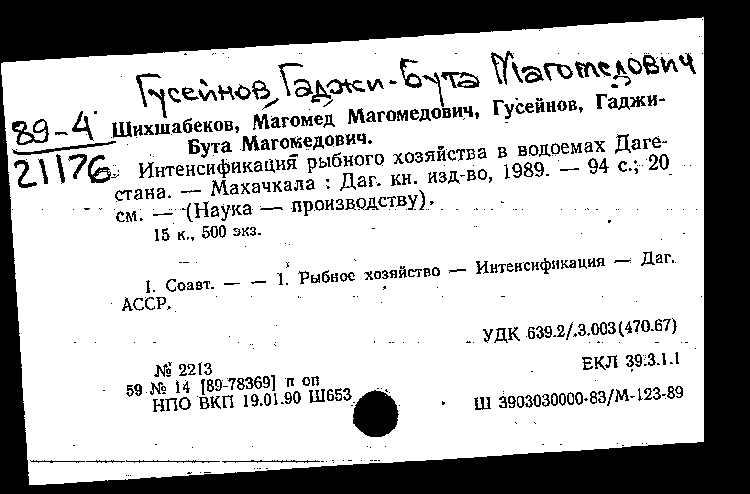 Гусейнов, Гаджи-Бута Магомедович
89-4
21176
Шихшабеков, Магомед Магомедович, Гусейнов, Гаджи-
Бута Магомедович.
Интенсификация рыбного хозяйства в водоемах Даге-
стана. — Махачкала : Даг. кн. изд-во, 1989. — 94 с.; 20
см. — (Наука — производству).
15 к., 500 экз.
I. Соавт. — — 1. Рыбное хозяйство — Интенсификация — Даг.
АССР.
УДК 639.2/.3.003(470.67)
№ 2213
ЕКЛ 39.3.1.1
59 № 14 [89-78369] п оп
НПО ВКП 19.01.90 Ш653
Ш 3903030000-83/М-123-89